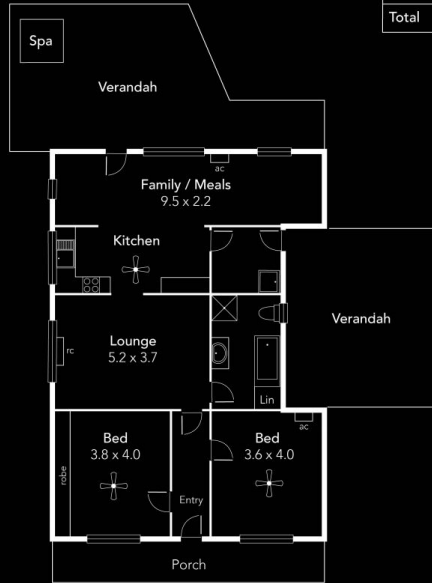 Total
Spa
Verandah
ac
Family / Meals
9.5 x 2.2
Kitchen
Verandah
Lounge
5.2 x 3.7
rc
Lin
ac
Bed
3.8 x 4.0
Bed
3.6 x 4.0
robe
Entry
Porch